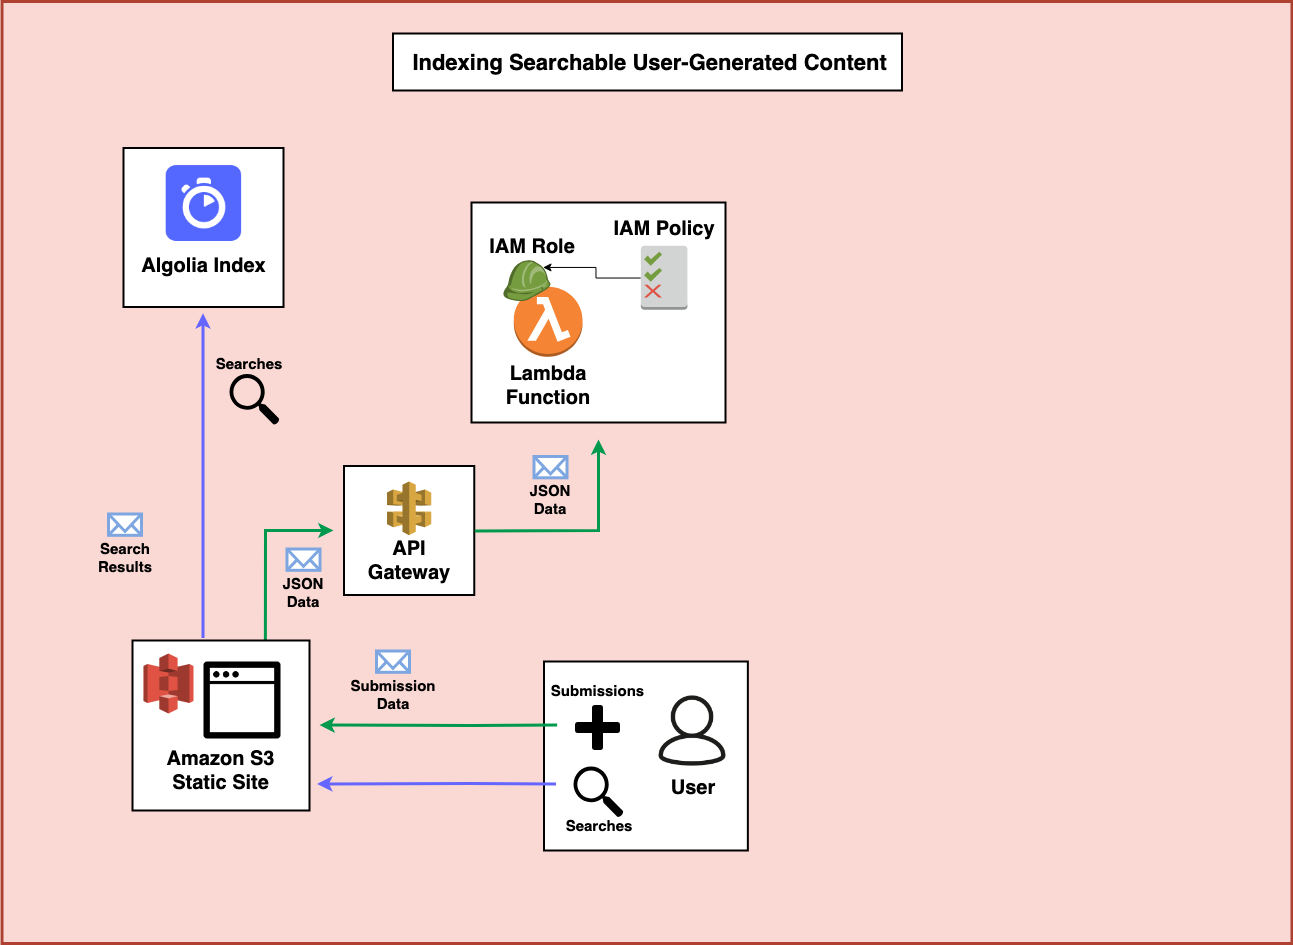 Indexing Searchable User-Generated Content
Algolia Index
IAM Policy
IAM Role
Lambda
Function
Searches
JSON
Data
Search
Results
API
Gateway
JSON
Data
Submission
Data
Submissions
Amazon S3
Static Site
User
Searches